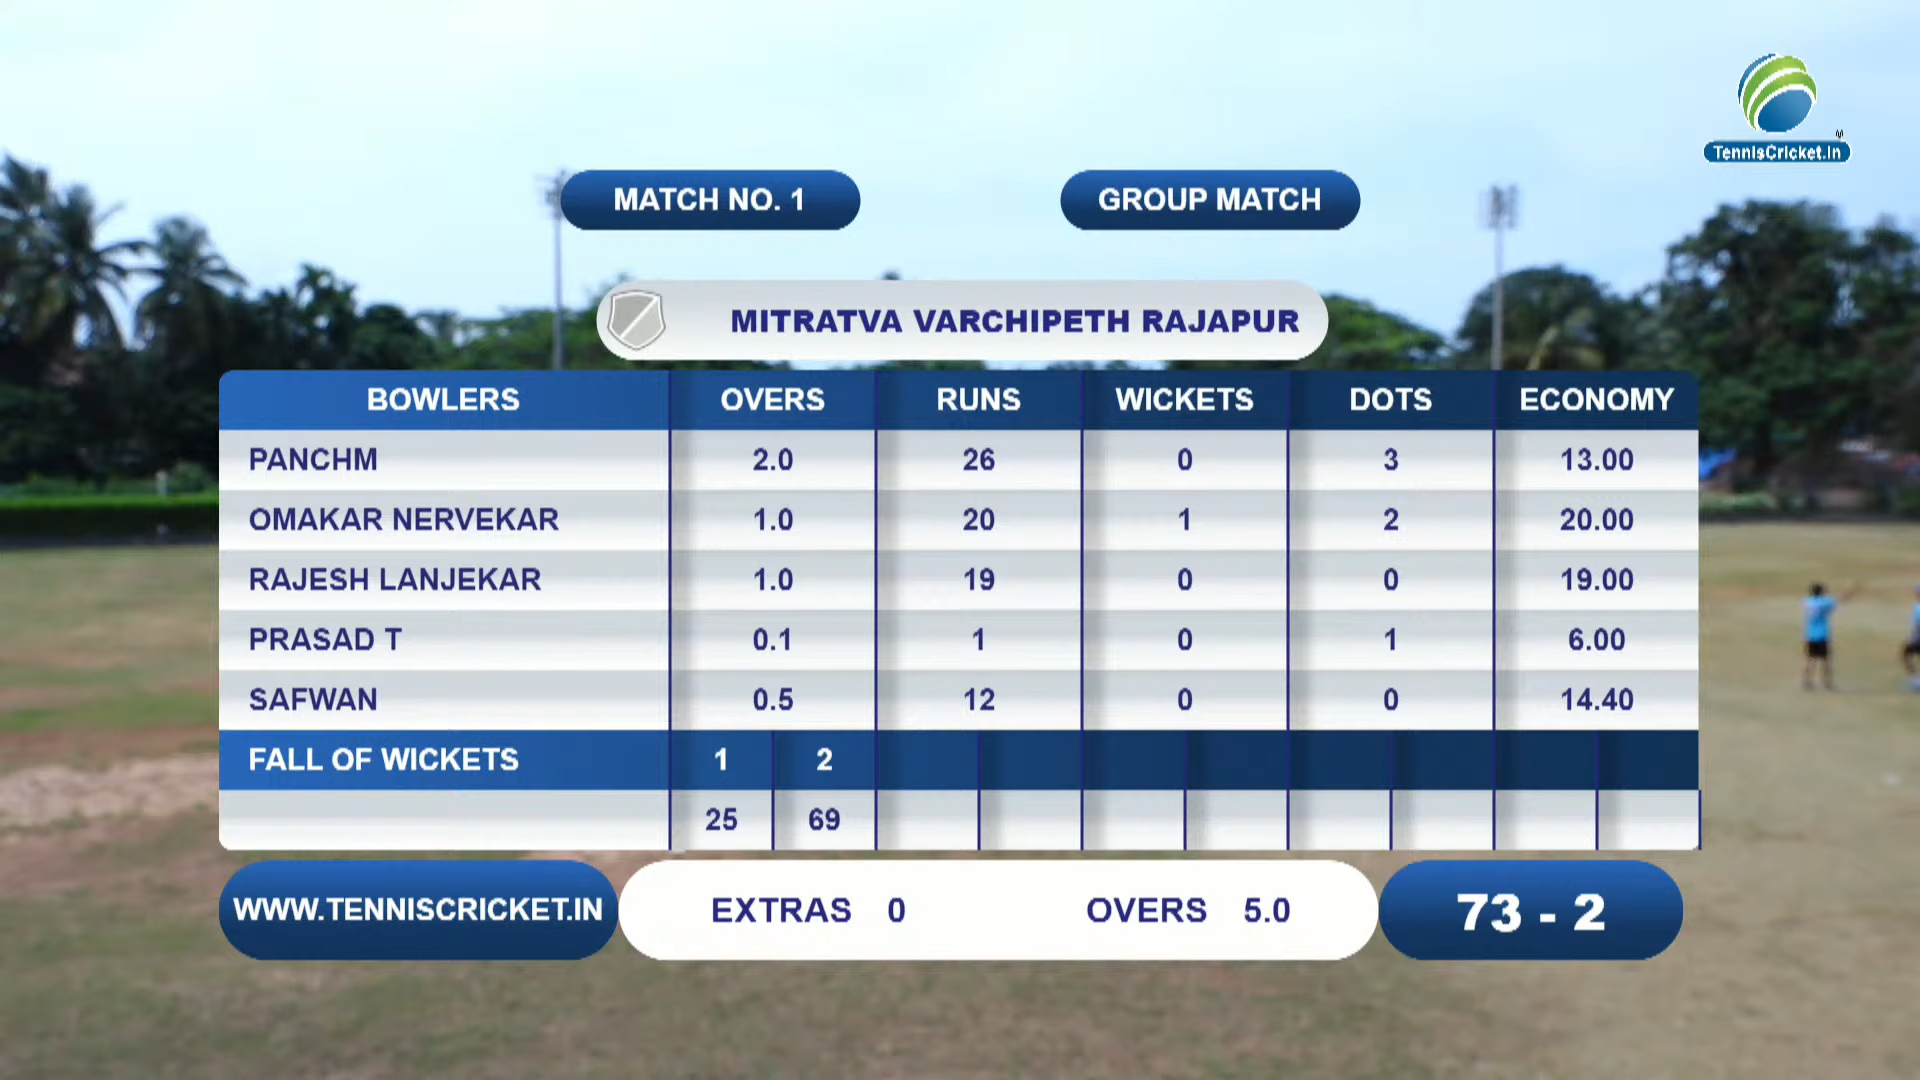 TennisCricket.in
MATCH NO. 1 GROUP MATCH
MITRATVA VARCHIPETH RAJAPUR
BOWLERS OVERS RUNS WICKETS DOTS ECONOMY
PANCHM 2.0 26 0 3 13.00
OMAKAR NERVEKAR 1.0 20 1 2 20.00
RAJESH LANJEKAR 1.0 19 0 0 19.00
PRASAD T 0.1 1 0 1 6.00
SAFWAN 0.5 12 0 0 14.40
FALL OF WICKETS 1 2
25 69
WWW.TENNISCRICKET.IN EXTRAS 0 OVERS 5.0 73 - 2